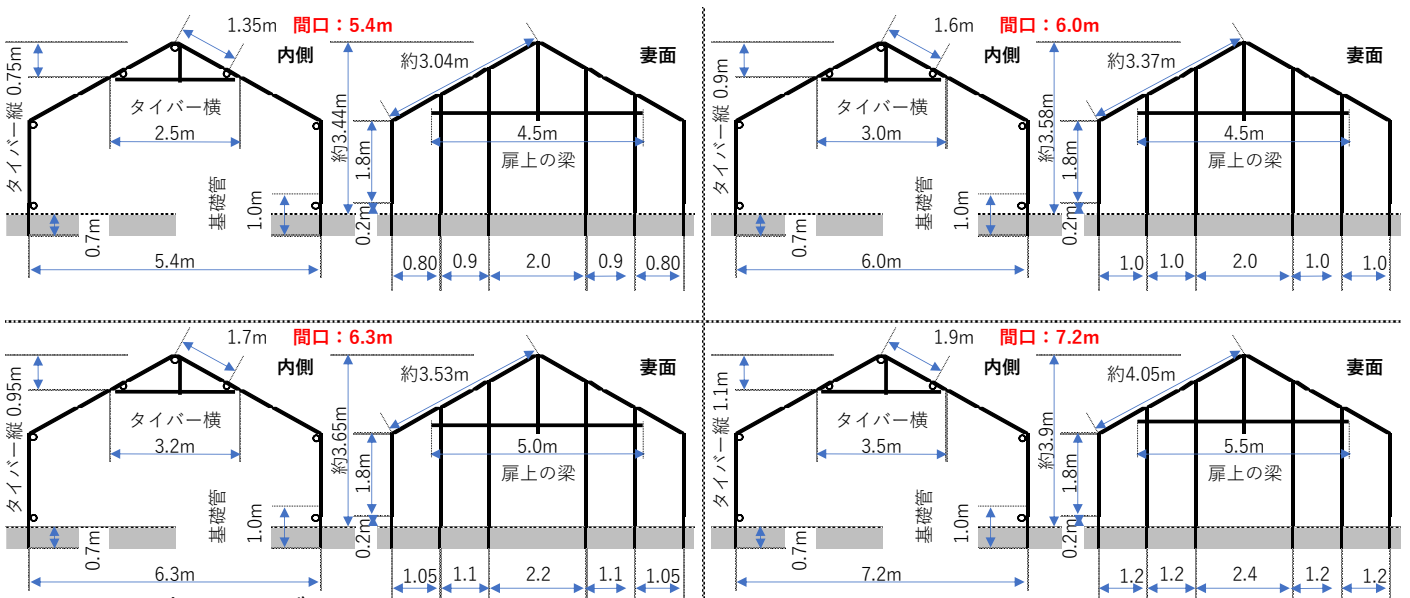 1.35m 間口：5.4m
内側
妻面
タイバー縦 0.75m
タイバー横
2.5m
基礎管
1.0m
0.7m
5.4m
約3.44m
約3.04m
1.8m
0.2m
4.5m
扉上の梁
0.80 0.9 2.0 0.9 0.80
1.6m 間口：6.0m
内側
妻面
タイバー縦 0.9m
タイバー横
3.0m
基礎管
1.0m
0.7m
6.0m
約3.58m
約3.37m
1.8m
0.2m
4.5m
扉上の梁
1.0 1.0 2.0 1.0 1.0
1.7m 間口：6.3m
内側
妻面
タイバー縦 0.95m
タイバー横
3.2m
基礎管
1.0m
0.7m
6.3m
約3.65m
約3.53m
1.8m
0.2m
5.0m
扉上の梁
1.05 1.1 2.2 1.1 1.05
1.9m 間口：7.2m
内側
妻面
タイバー縦 1.1m
タイバー横
3.5m
基礎管
1.0m
0.7m
7.2m
約3.9m
約4.05m
1.8m
0.2m
5.5m
扉上の梁
1.2 1.2 2.4 1.2 1.2